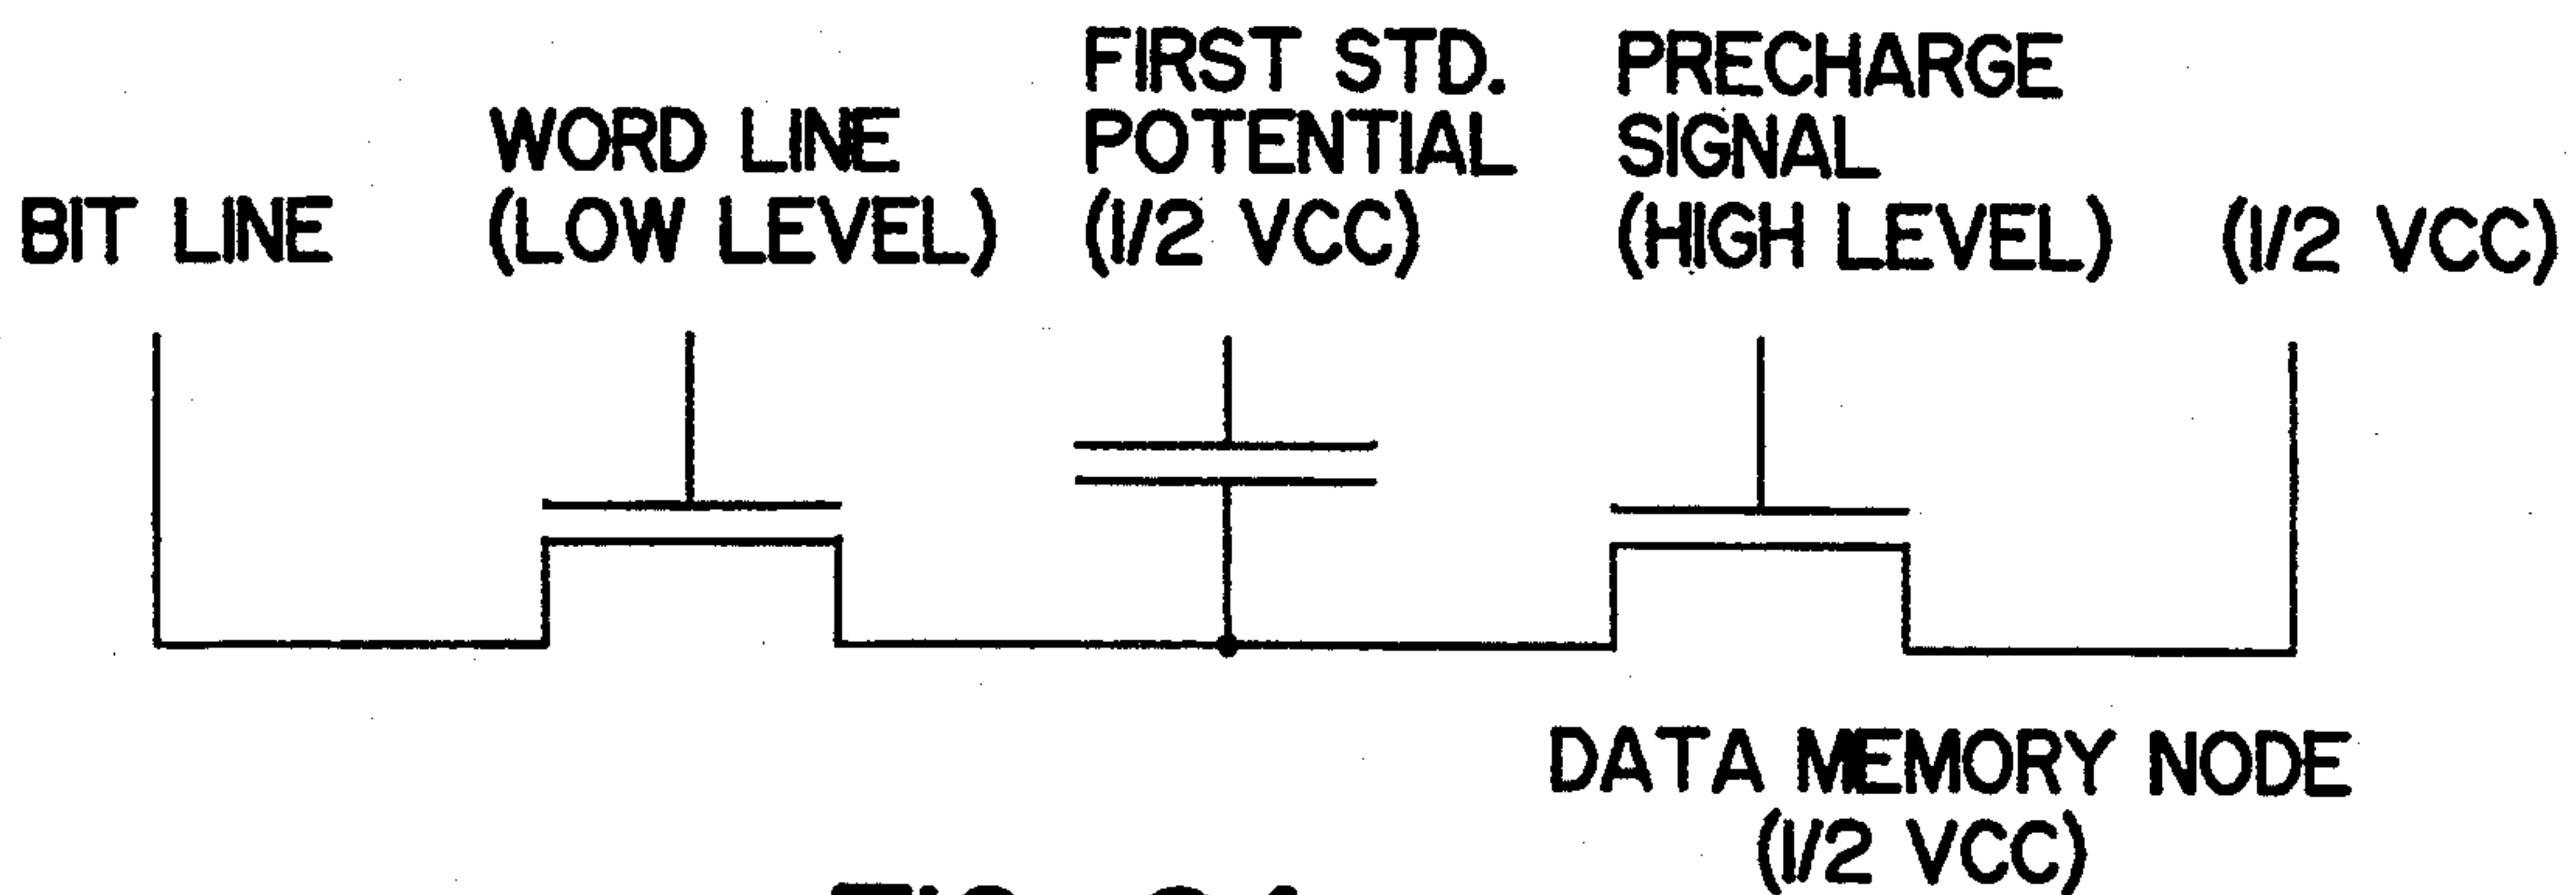 BIT LINE
WORD LINE
(LOW LEVEL)
FIRST STD.
POTENTIAL
(1/2 VCC)
PRECHARGE
SIGNAL
(HIGH LEVEL)
(1/2 VCC)
DATA MEMORY NODE
(1/2 VCC)